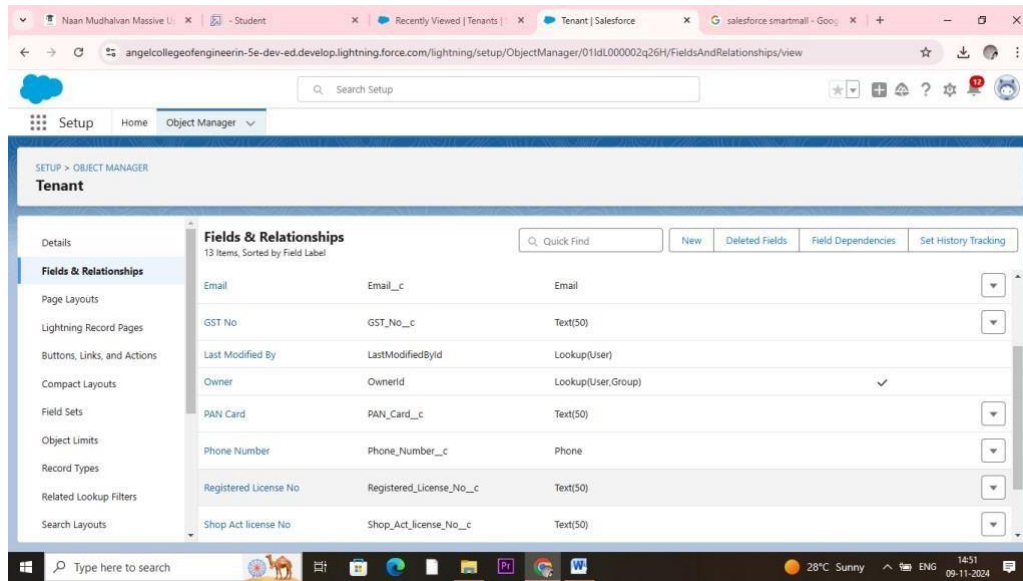 Naan Mudhalvan Massive
- Student
Recently Viewed | Tenants |
Tenant | Salesforce
salesforce smartmall - Goog
angelcollegeofengineerin-5e-dev-ed.develop.lightning.force.com/lightning/setup/ObjectManager/01IdL000002q26H/FieldsAndRelationships/view
Search Setup
12
Setup Home Object Manager
SETUP > OBJECT MANAGER
Tenant
Details
Fields & Relationships
Page Layouts
Lightning Record Pages
Buttons, Links, and Actions
Compact Layouts
Field Sets
Object Limits
Record Types
Related Lookup Filters
Search Layouts
Fields & Relationships
13 Items, Sorted by Field Label
Quick Find
New Deleted Fields Field Dependencies Set History Tracking
Email Email__c Email
GST No GST_No__c Text(50)
Last Modified By LastModifiedById Lookup(User)
Owner OwnerId Lookup(User,Group)
PAN Card PAN_Card__c Text(50)
Phone Number Phone_Number__c Phone
Registered License No Registered_License_No__c Text(50)
Shop Act license No Shop_Act_license_No__c Text(50)
Type here to search
Pr
W
28°C Sunny
ENG
14:51
09-11-2024